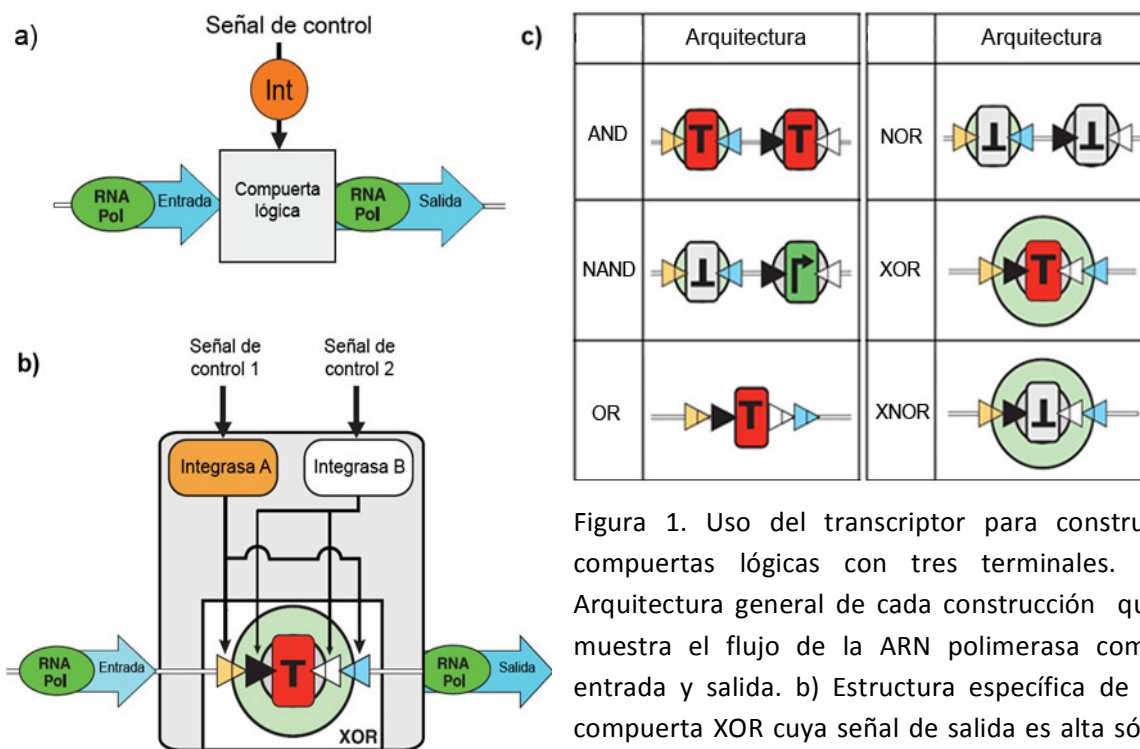 a)
Señal de control
Int
RNA
Pol
Entrada
Compuerta
lógica
RNA
Pol
Salida
b)
Señal de
control 1
Señal de
control 2
Integrasa A
Integrasa B
RNA
Pol
Entrada
T
XOR
RNA
Pol
Salida
c)
Arquitectura
AND
T
T
NAND
T
OR
T
Arquitectura
NOR
T
T
XOR
T
XNOR
T
Figura 1. Uso del transcriptor para constru
compuertas lógicas con tres terminales.
Arquitectura general de cada construcción qu
muestra el flujo de la ARN polimerasa com
entrada y salida. b) Estructura específica de
compuerta XOR cuya señal de salida es alta só